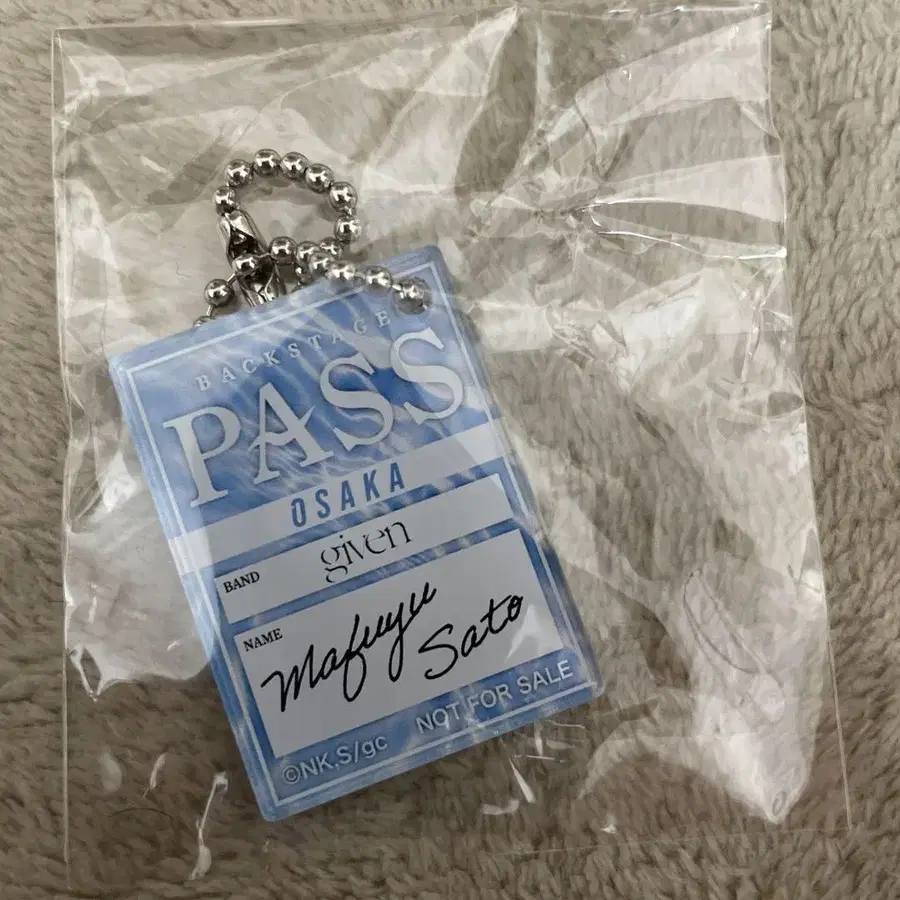 BACKSTAGE
PASS
OSAKA
BAND given
NAME
Mafuyu Sato
NOT FOR SALE
©NK,S/gc